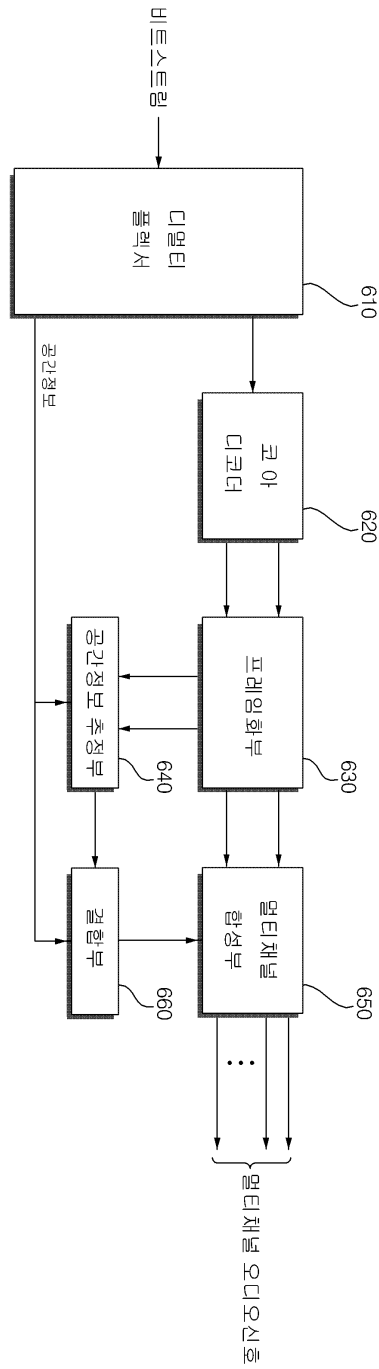 비트스트림
디멀티
플렉서
610
공간정보
코아
디코더
620
프레임화부
630
공간정보 추정부
640
멀티채널
합성부
650
결합부
660
멀티채널 오디오신호